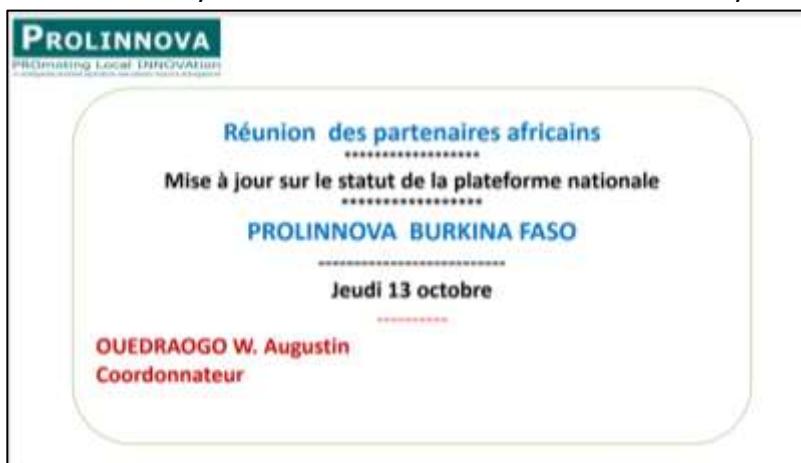 PROLINNOVA
PROmoting Local INNOVAtion
Réunion des partenaires africains
******************
Mise à jour sur le statut de la plateforme nationale
******************
PROLINNOVA BURKINA FASO
--------------------------
Jeudi 13 octobre
----------
OUEDRAOGO W. Augustin
Coordonnateur